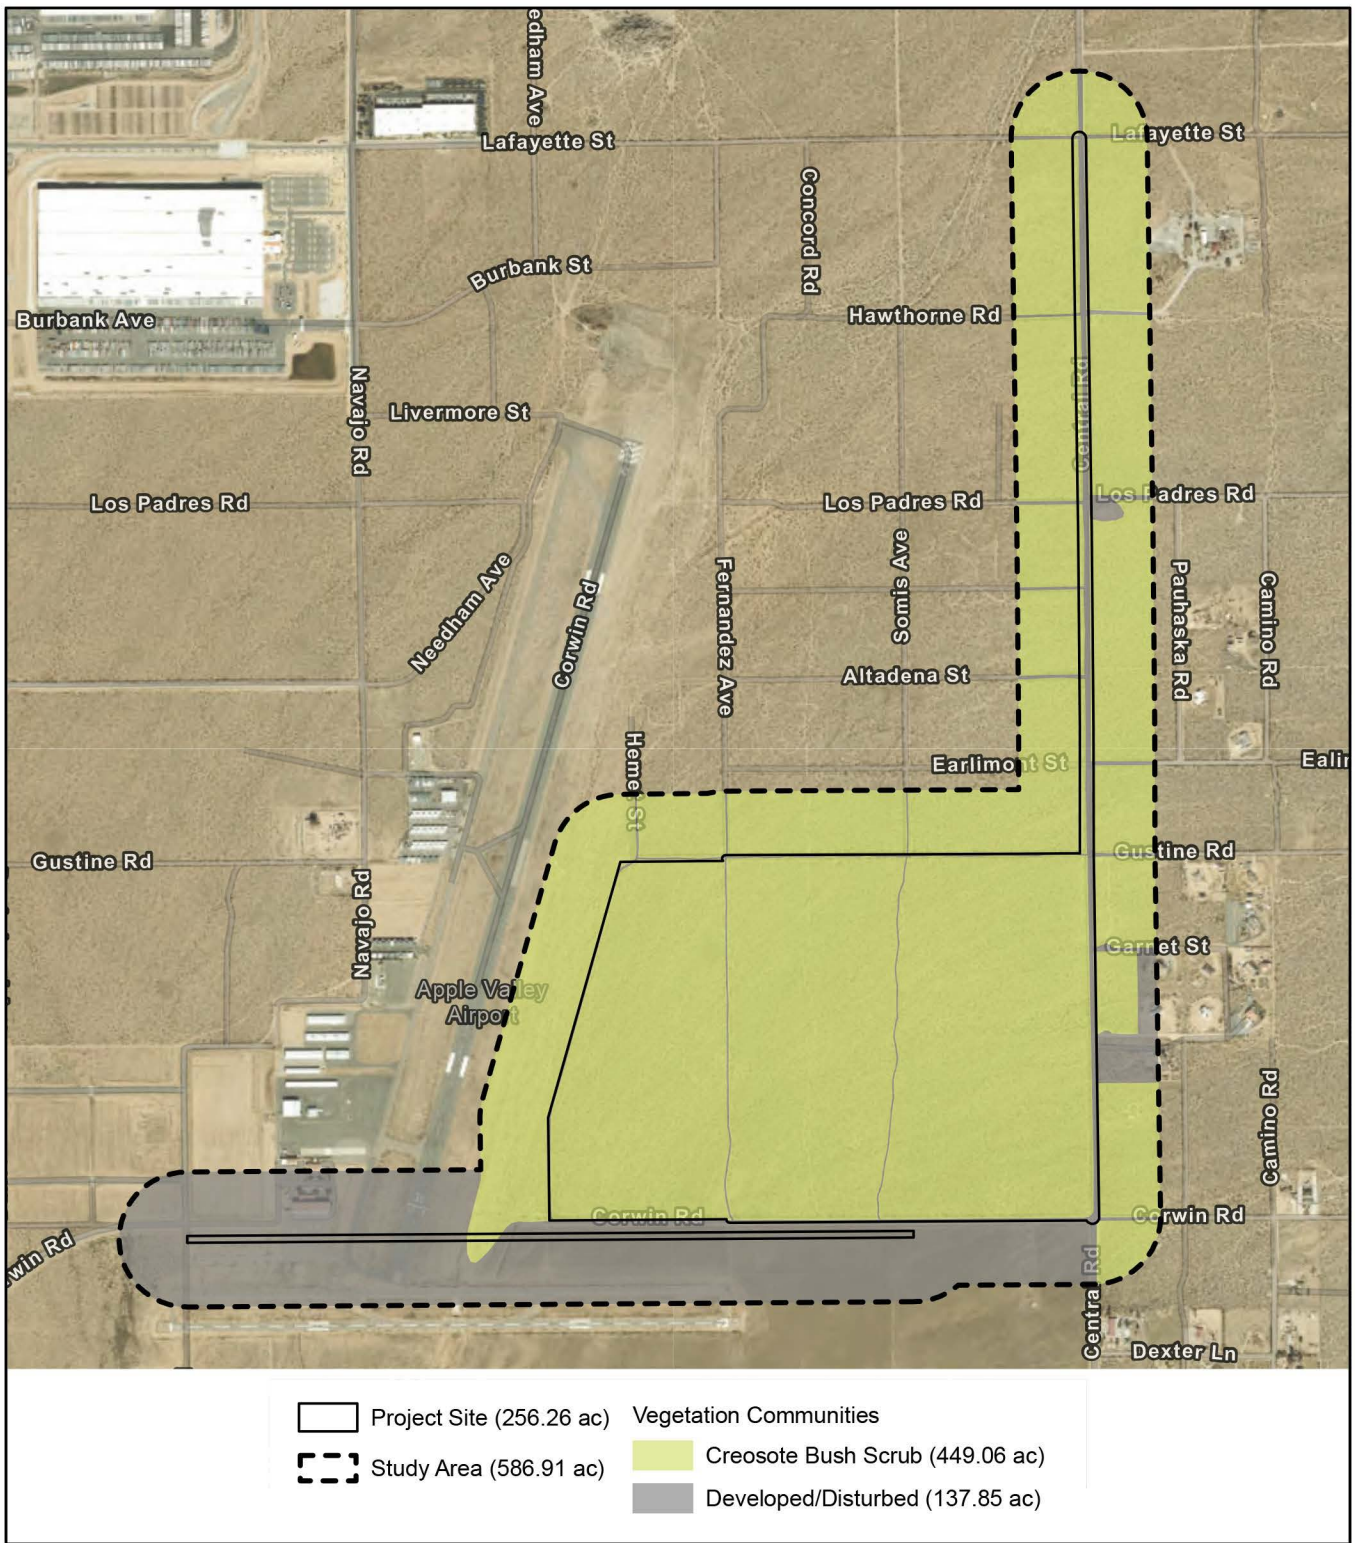 edham Ave
Lafayette St
Lafayette St
Concord Rd
Burbank St
Burbank Ave
Hawthorne Rd
Navajo Rd
Livermore St
Central Rd
Los Padres Rd
Los Padres Rd
Los Padres Rd
Needham Ave
Corwin Rd
Fernandez Ave
Somis Ave
Pauhaska Rd
Camino Rd
Altadena St
Hemet St
Earlimont St
Ealin
Gustine Rd
Gustine Rd
Navajo Rd
Garnet St
Apple Valley
Airport
Camino Rd
Corwin Rd
Corwin Rd
rwin Rd
Central Rd
Dexter Ln
Project Site (256.26 ac)
Study Area (586.91 ac)
Vegetation Communities
Creosote Bush Scrub (449.06 ac)
Developed/Disturbed (137.85 ac)